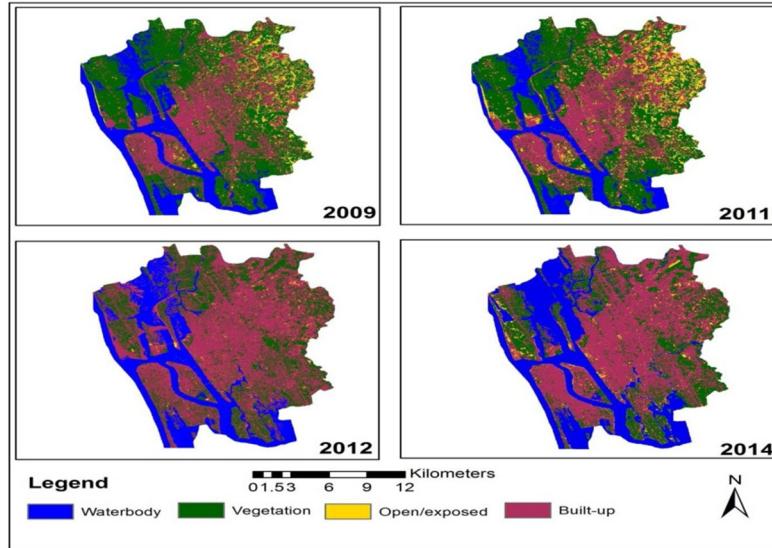 2009
2011
2012
2014
Legend
Kilometers
0 1.5 3 6 9 12
N
Waterbody Vegetation Open/exposed Built-up